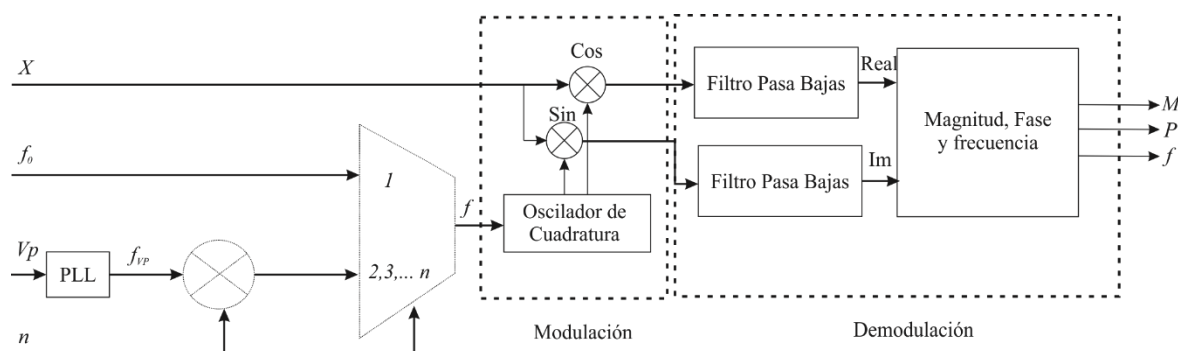 X
Cos
Sin
Filtro Pasa Bajas
Real
Magnitud, Fase
y frecuencia
M
P
f
f₀
1
Filtro Pasa Bajas
Im
f
Oscilador de
Cuadratura
Vp
PLL
f_VP
2,3,... n
n
Modulación
Demodulación